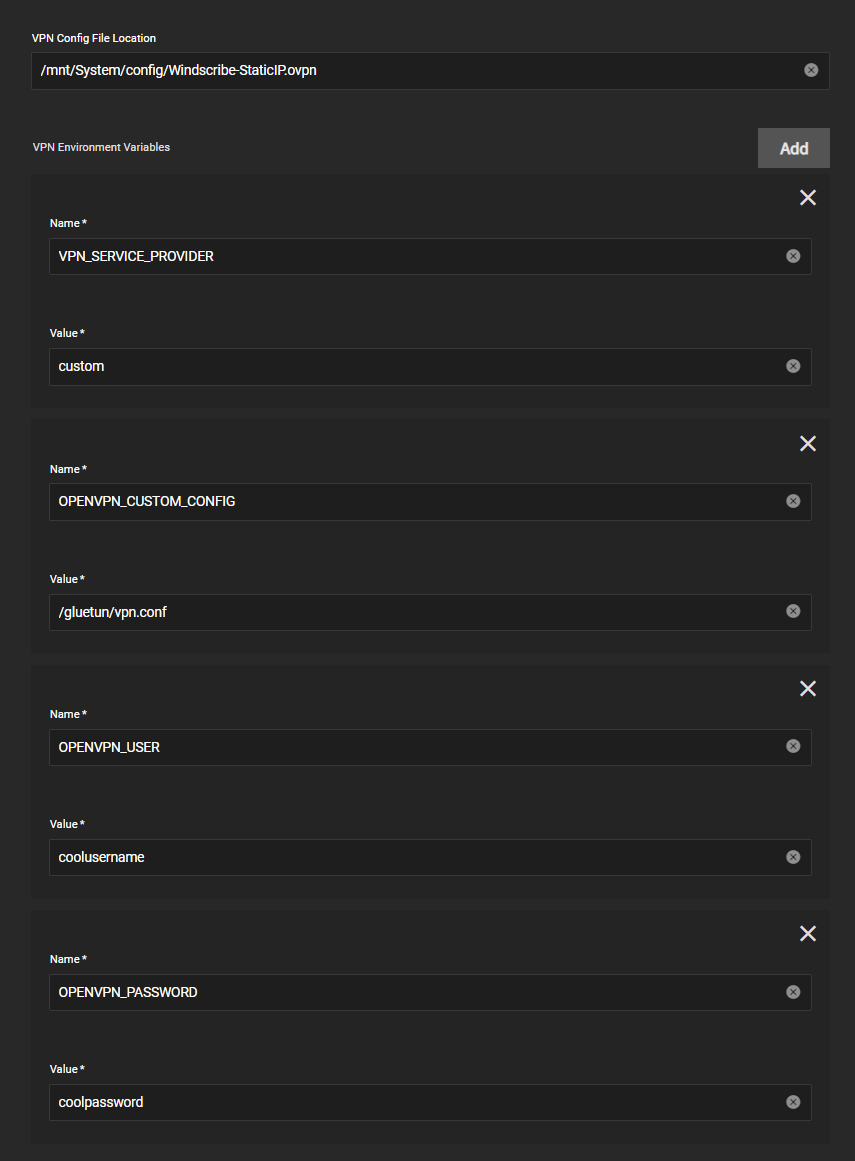 VPN Config File Location
/mnt/System/config/Windscribe-StaticIP.ovpn
VPN Environment Variables
Add
Name*
VPN_SERVICE_PROVIDER
Value*
custom
Name*
OPENVPN_CUSTOM_CONFIG
Value*
/gluetun/vpn.conf
Name*
OPENVPN_USER
Value*
coolusername
Name*
OPENVPN_PASSWORD
Value*
coolpassword